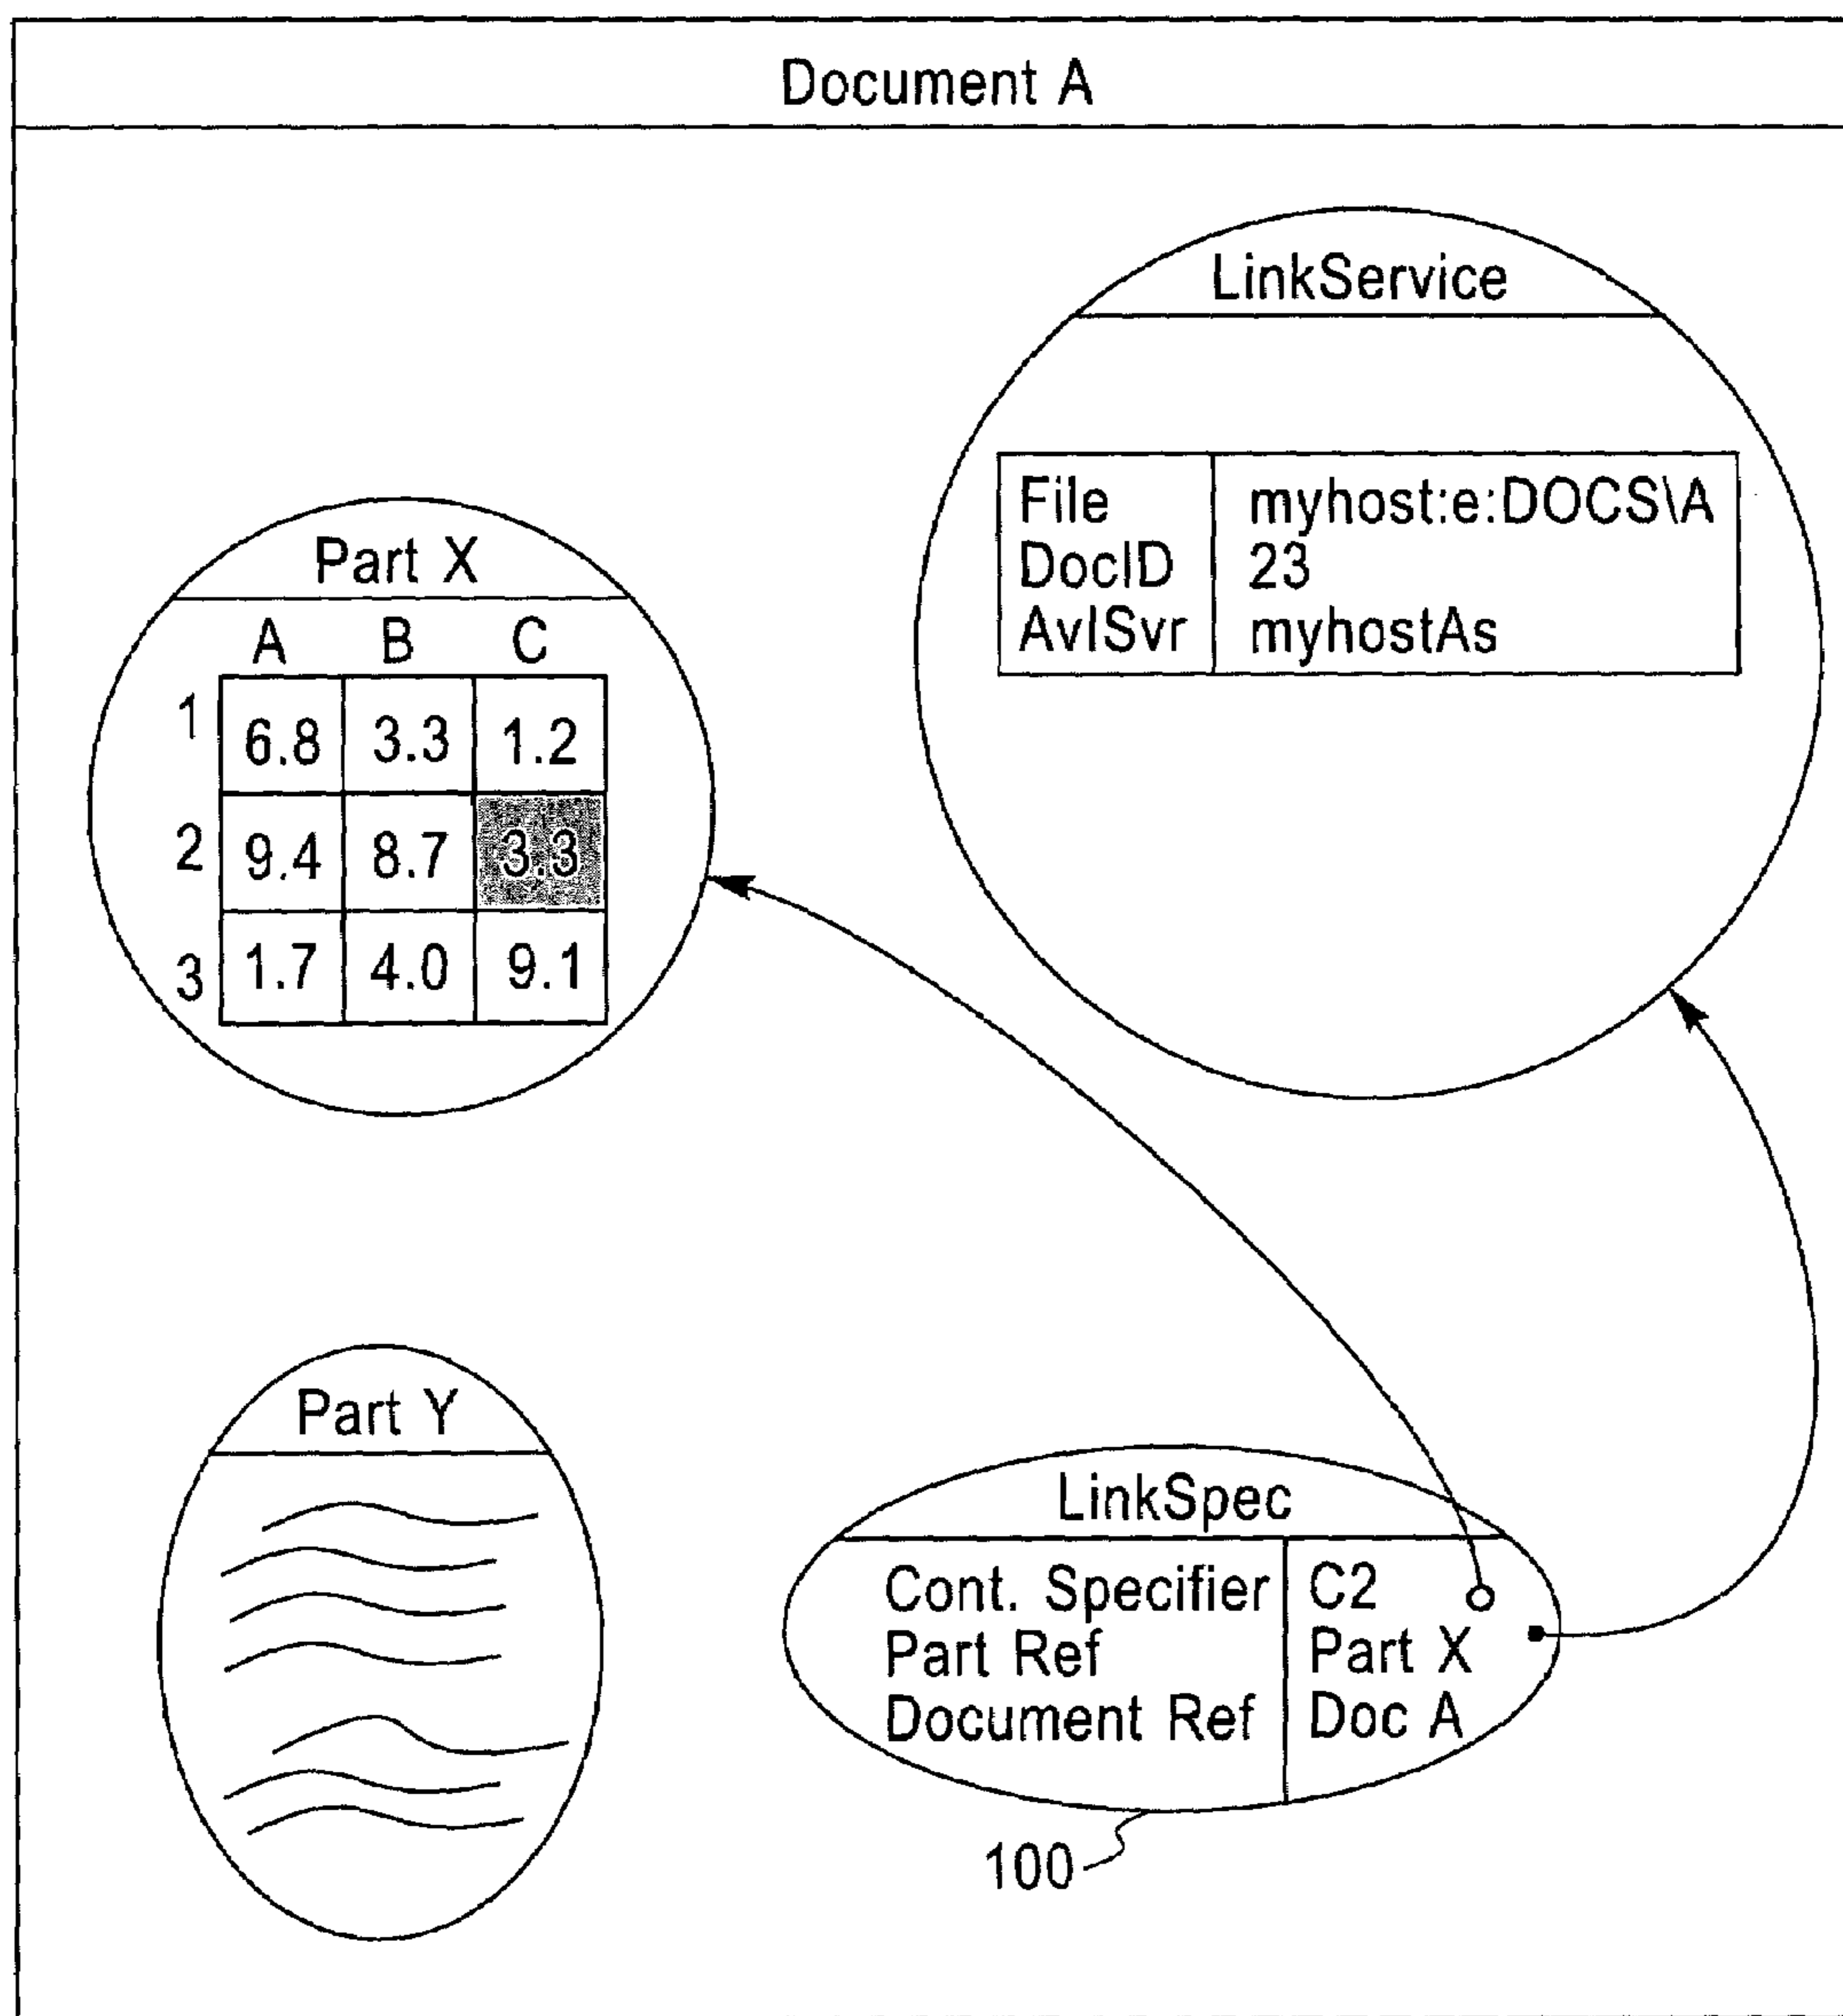 Document A
LinkService
File myhost:e:DOCS\A
DocID 23
AvlSvr myhostAs
Part X
A B C
1 6.8 3.3 1.2
2 9.4 8.7 3.3
3 1.7 4.0 9.1
Part Y
LinkSpec
Cont. Specifier C2
Part Ref Part X
Document Ref Doc A
100